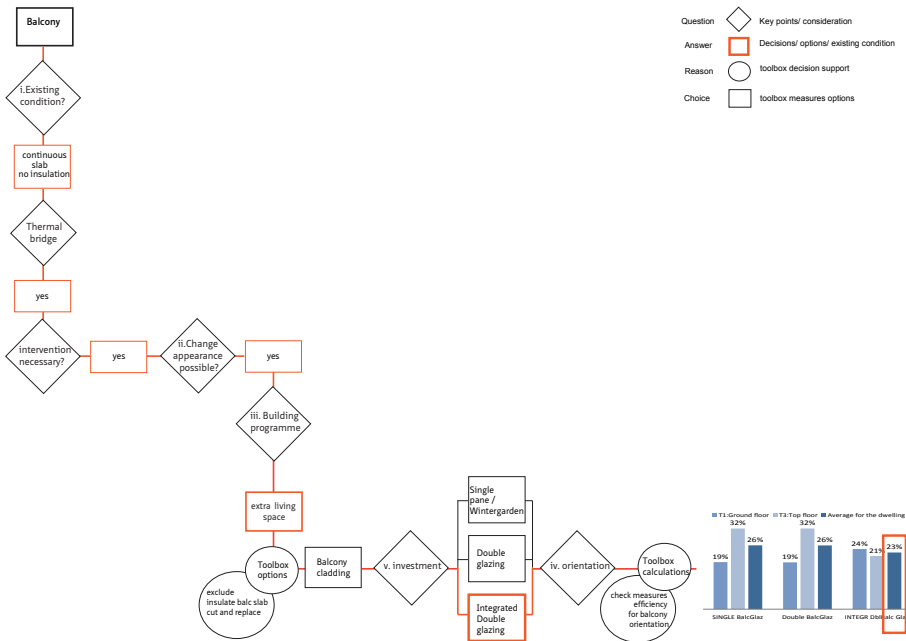 Balcony
i.Existing
condition?
continuous
slab
no insulation
Thermal
bridge
yes
intervention
necessary?
yes
ii.Change
appearance
possible?
yes
iii. Building
programme
extra living
space
Toolbox
options
exclude
insulate balc slab
cut and replace
Balcony
cladding
v. investment
Single
pane /
Wintergarden
Double
glazing
Integrated
Double
glazing
iv. orientation
Toolbox
calculations
check measures
efficiency
for balcony
orientation
Question Key points/ consideration
Answer Decisions/ options/ existing condition
Reason toolbox decision support
Choice toolbox measures options
T1:Ground floor T3:Top floor Average for the dwelling
32% 32%
26% 26% 24% 21% 23%
19% 19%
SINGLE BalcGlaz Double BalcGlaz INTEGR Dbl